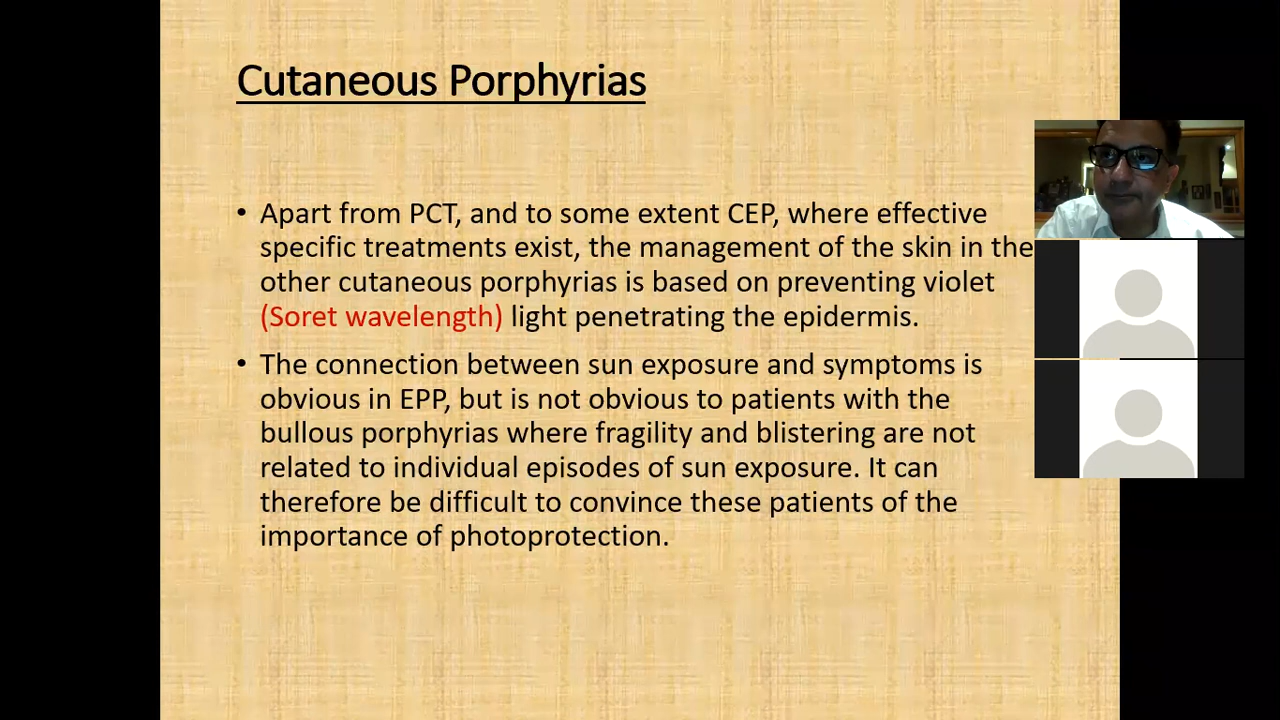 Cutaneous Porphyrias
• Apart from PCT, and to some extent CEP, where effective
specific treatments exist, the management of the skin in the
other cutaneous porphyrias is based on preventing violet
(Soret wavelength) light penetrating the epidermis.
• The connection between sun exposure and symptoms is
obvious in EPP, but is not obvious to patients with the
bullous porphyrias where fragility and blistering are not
related to individual episodes of sun exposure. It can
therefore be difficult to convince these patients of the
importance of photoprotection.